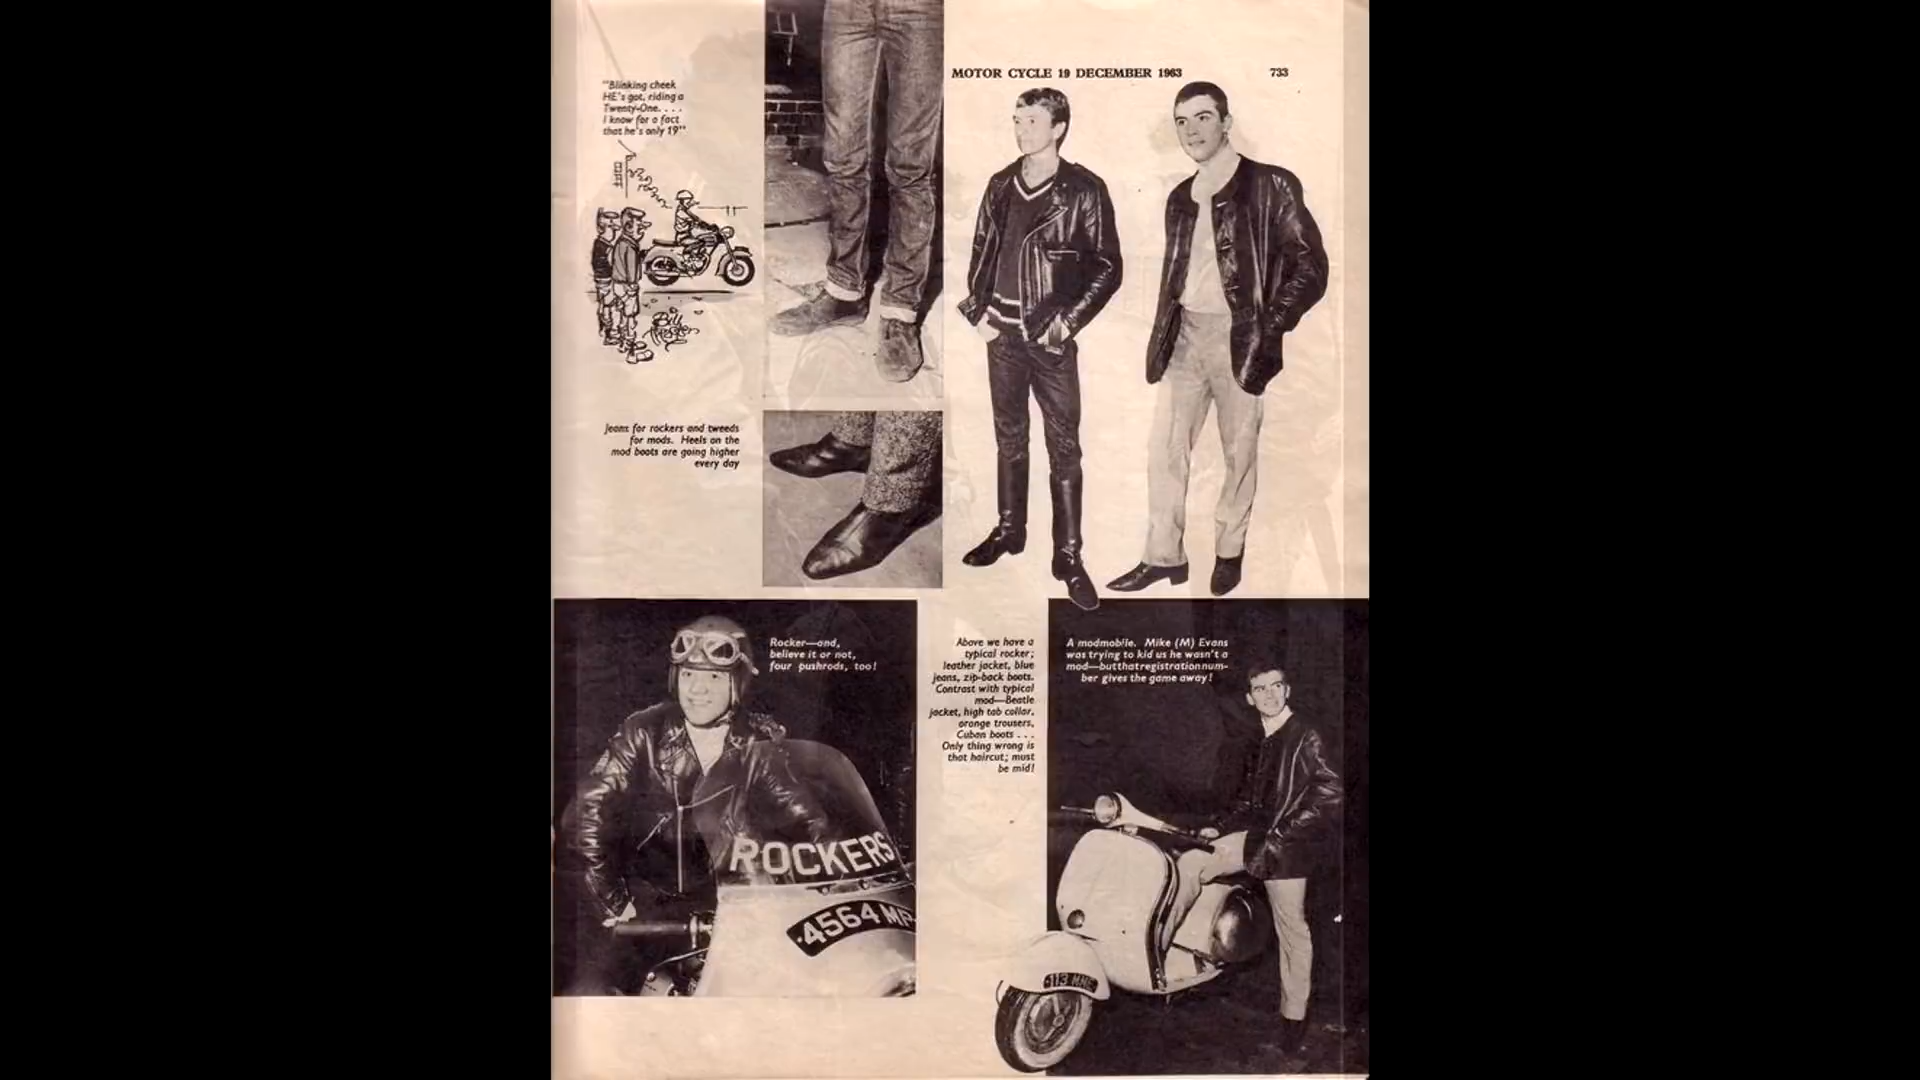 MOTOR CYCLE 19 DECEMBER 1963 733
"Blinking cheek
HE's got, riding a
Twenty-One. . . .
I know for a fact
that he's only 19"
Jeans for rockers and tweeds
for mods. Heels on the
mod boots are going higher
every day
Rocker—and,
believe it or not,
four pushrods, too!
ROCKERS
4564 MP
Above we have a
typical rocker;
leather jacket, blue
jeans, zip-back boots.
Contrast with typical
mod—Beatle
jacket, high tab collar,
orange trousers,
Cuban boots . . .
Only thing wrong is
that haircut; must
be mid!
A modmobile. Mike (M) Evans
was trying to kid us he wasn't a
mod—but that registration num-
ber gives the game away!